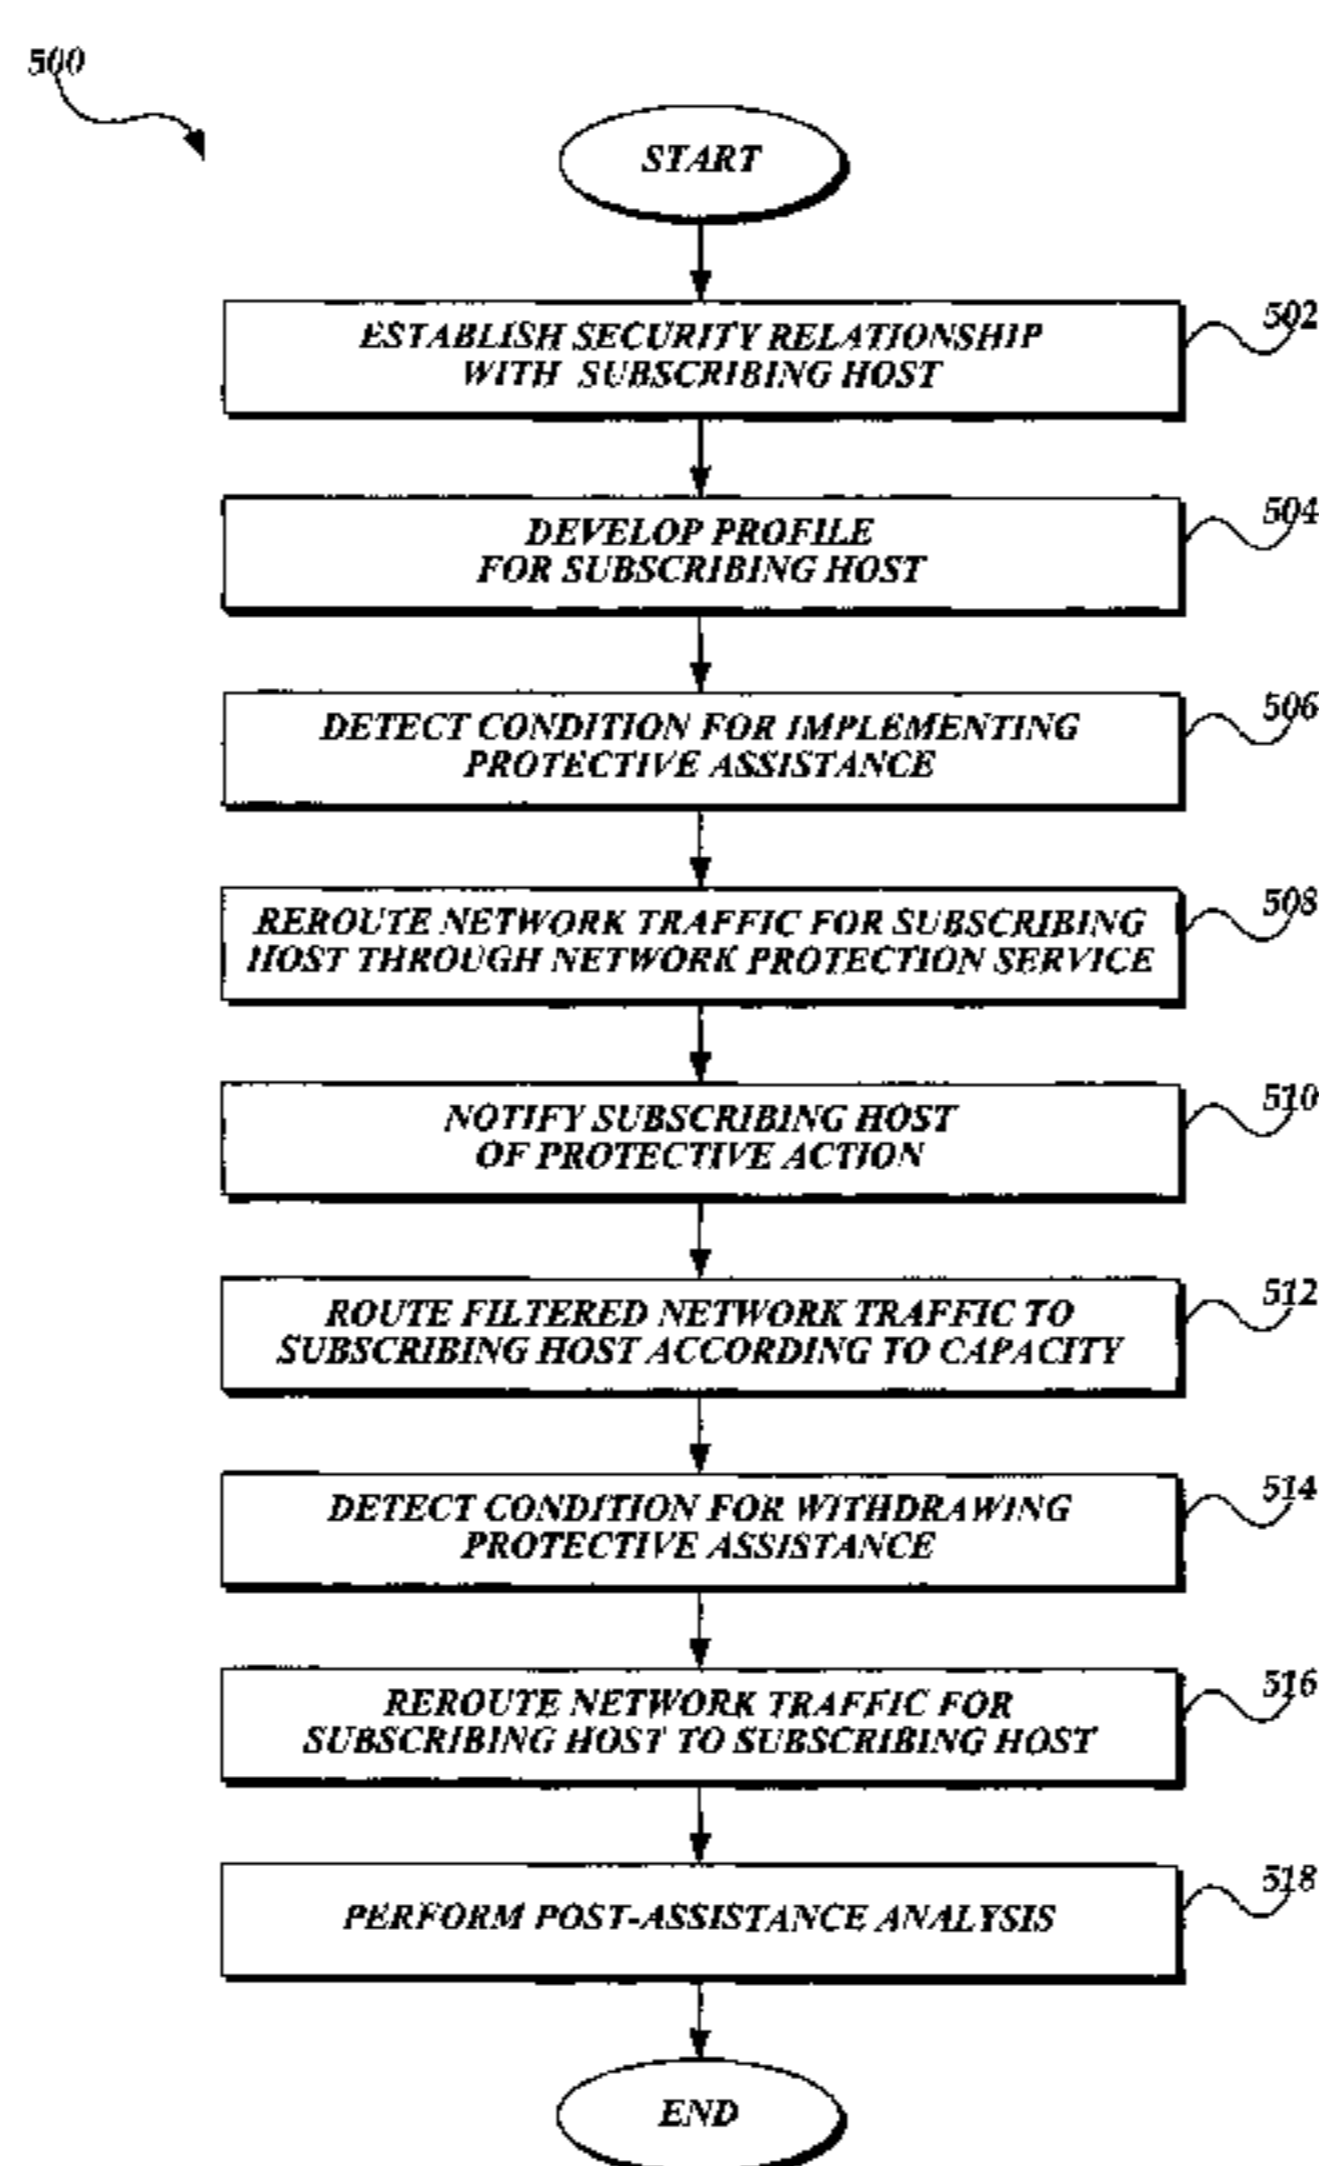 500
START
ESTABLISH SECURITY RELATIONSHIP
WITH SUBSCRIBING HOST
502
DEVELOP PROFILE
FOR SUBSCRIBING HOST
504
DETECT CONDITION FOR IMPLEMENTING
PROTECTIVE ASSISTANCE
506
REROUTE NETWORK TRAFFIC FOR SUBSCRIBING
HOST THROUGH NETWORK PROTECTION SERVICE
508
NOTIFY SUBSCRIBING HOST
OF PROTECTIVE ACTION
510
ROUTE FILTERED NETWORK TRAFFIC TO
SUBSCRIBING HOST ACCORDING TO CAPACITY
512
DETECT CONDITION FOR WITHDRAWING
PROTECTIVE ASSISTANCE
514
REROUTE NETWORK TRAFFIC FOR
SUBSCRIBING HOST TO SUBSCRIBING HOST
516
PERFORM POST-ASSISTANCE ANALYSIS
518
END